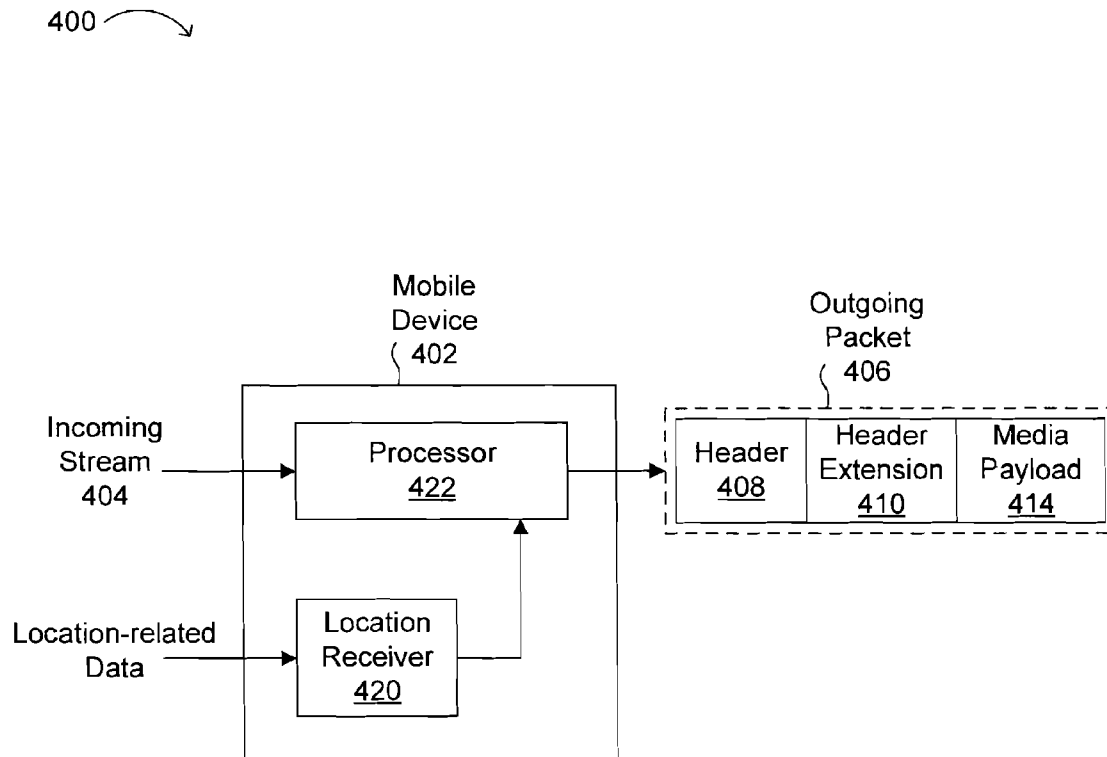 400
Mobile
Device
402
Outgoing
Packet
406
Incoming
Stream
404
Processor
422
Header
408
Header
Extension
410
Media
Payload
414
Location-related
Data
Location
Receiver
420